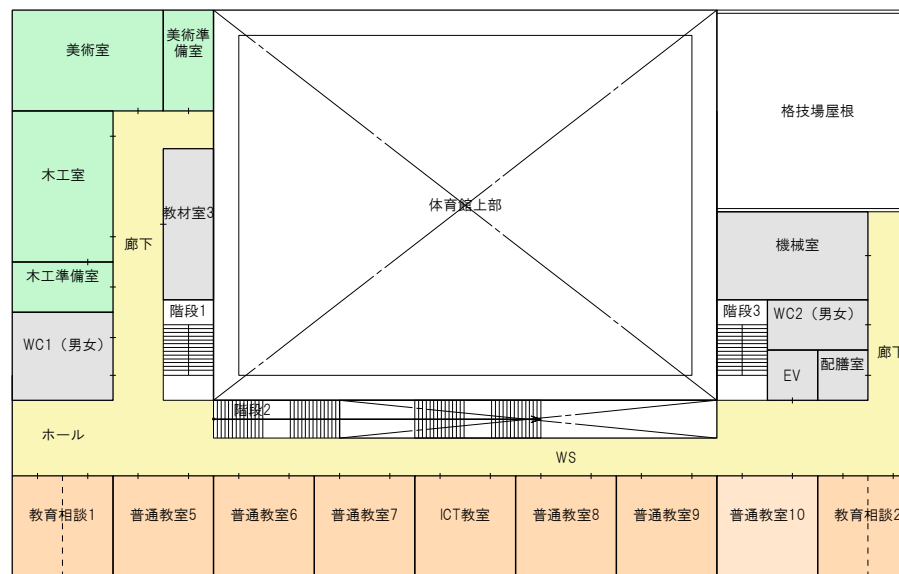 美術室
美術準
備室
格技場屋根
木工室
体育館上部
教材室3
廊下
機械室
木工準備室
階段1
階段3
WC2（男女）
WC1（男女）
廊下
配膳室
EV
階段2
ホール
WS
教育相談1
普通教室5
普通教室6
普通教室7
ICT教室
普通教室8
普通教室9
普通教室10
教育相談2